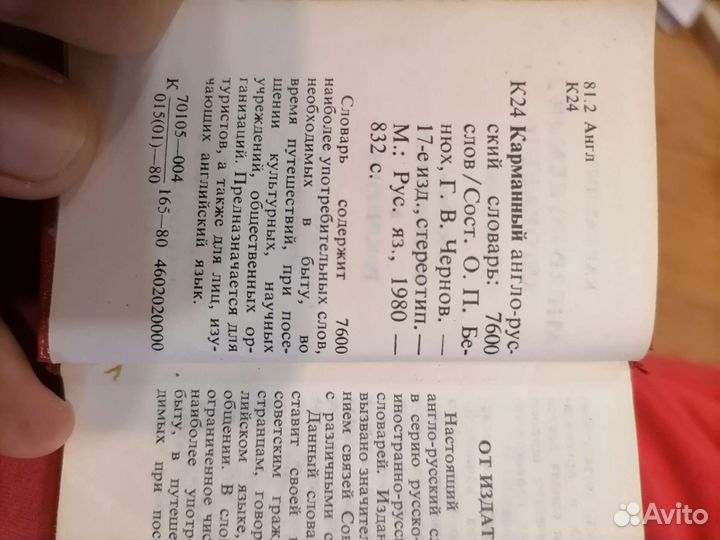 81.2 Англ
К24
К24 Карманный англо-рус-
ский словарь: 7600
слов/Сост. О. П. Бе-
нюх, Г. В. Чернов. —
17-е изд., стереотип. —
М.: Рус. яз., 1980 —
832 с.
Словарь содержит 7600
наиболее употребительных слов,
необходимых в быту, во
время путешествий, при посе-
щении культурных, научных
учреждений, общественных ор-
ганизаций. Предназначается для
туристов, а также для лиц, изу-
чающих английский язык.
К 70105—004
015(01)—80 165—80 4602020000
ОТ ИЗДАТ
Настоящий
англо-русский с
в серию русско-
иностранно-русс
словарей. Издан
вызвано значител
нием связей Сов
с различными с
Данный слова
ставит своей
советским граж
странцам, говор
лийском языке,
общении. В сло
ограниченное чис
наиболее употр
быту, в путеше
димых при пос
Avito